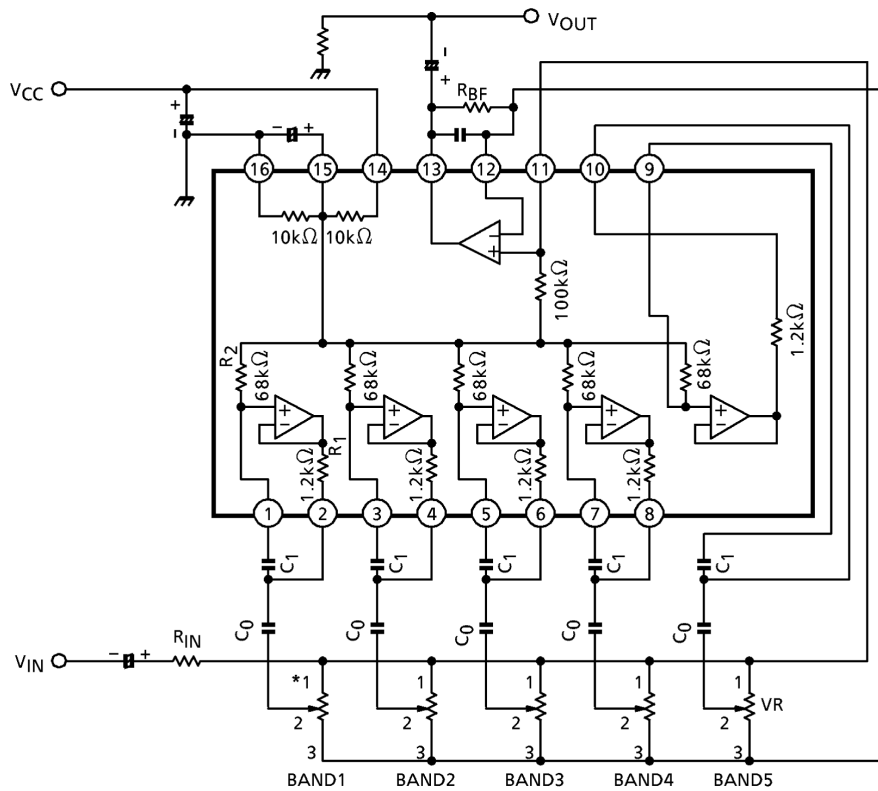 VOUT
VCC
RBF
- +
+ -
- +
16 15 14 13 12 11 10 9
10kΩ 10kΩ
- +
100kΩ
1.2kΩ
R2 68kΩ 68kΩ 68kΩ 68kΩ 68kΩ
+ - + - + - + - + -
R1
1.2kΩ 1.2kΩ 1.2kΩ 1.2kΩ
1 2 3 4 5 6 7 8
C1 C1 C1 C1 C1
C0 C0 C0 C0 C0
VIN - + RIN
*1 1 1 1 1
2 2 2 2 2 VR
3 3 3 3 3
BAND1 BAND2 BAND3 BAND4 BAND5